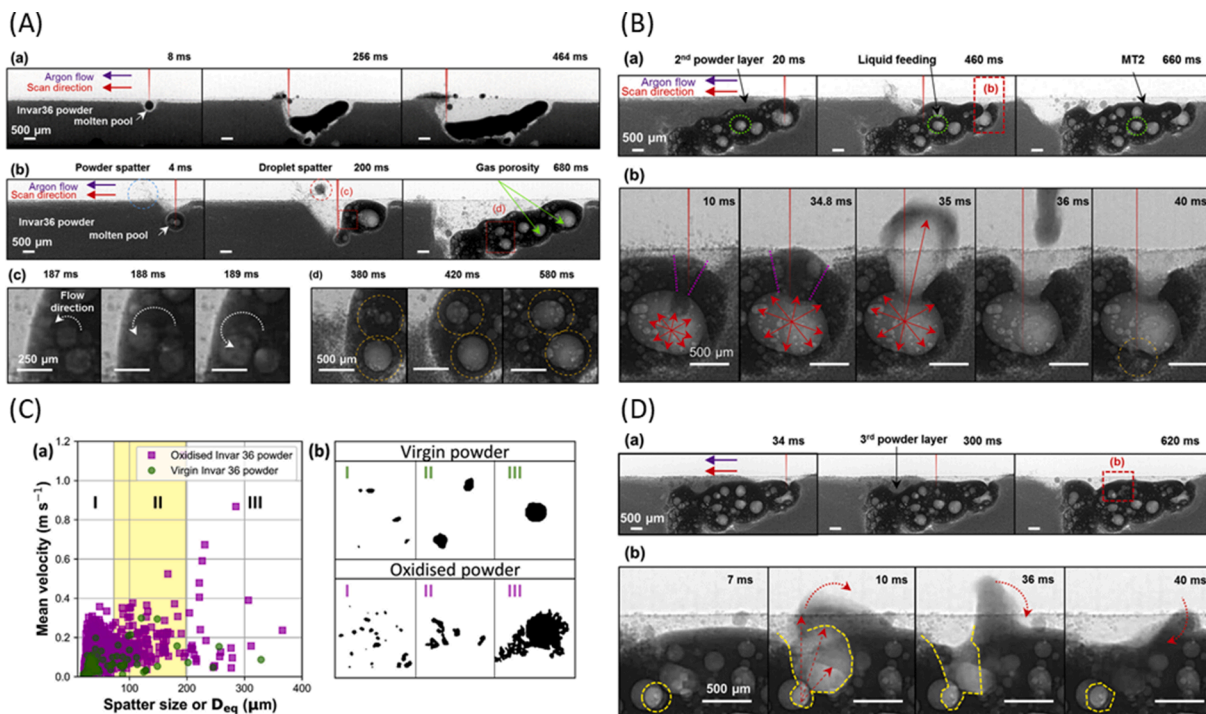 (A)
(a)
8 ms
256 ms
464 ms
Argon flow
Scan direction
Invar36 powder
molten pool
500 µm
(b)
Powder spatter
4 ms
Droplet spatter
200 ms
Gas porosity
680 ms
Argon flow
Scan direction
(c)
(d)
Invar36 powder
molten pool
500 µm
(c)
187 ms
188 ms
189 ms
Flow
direction
250 µm
(d)
380 ms
420 ms
580 ms
500 µm
(B)
(a)
2nd powder layer
20 ms
Liquid feeding
460 ms
MT2
660 ms
Argon flow
Scan direction
(b)
500 µm
(b)
10 ms
34.8 ms
35 ms
36 ms
40 ms
500 µm
(C)
(a)
Mean velocity (m s⁻¹)
1.2
1.0
0.8
0.6
0.4
0.2
0.0
Oxidised Invar 36 powder
Virgin Invar 36 powder
I
II
III
0
100
200
300
400
Spatter size or Deq (µm)
(b)
Virgin powder
I
II
III
Oxidised powder
I
II
III
(D)
(a)
34 ms
3rd powder layer
300 ms
620 ms
(b)
500 µm
(b)
7 ms
10 ms
36 ms
40 ms
500 µm